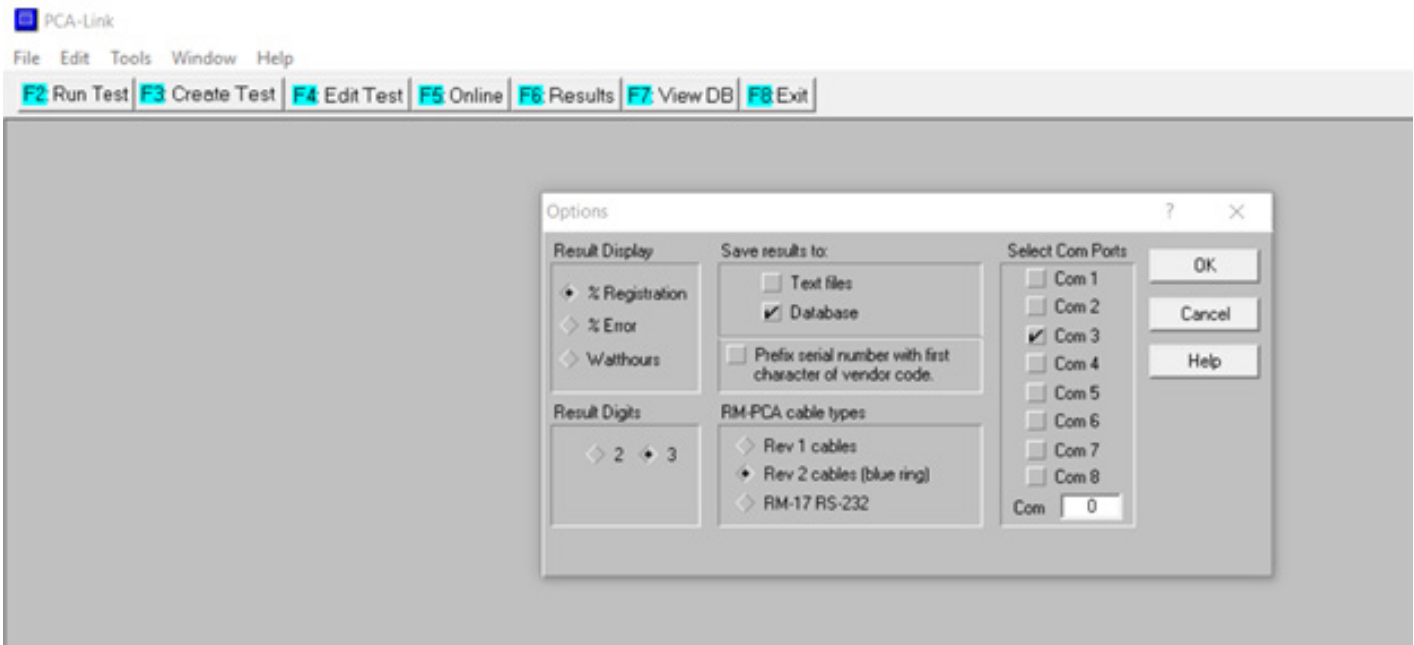 PCA-Link
File Edit Tools Window Help
F2: Run Test F3: Create Test F4: Edit Test F5: Online F6: Results F7: View DB F8: Exit
Options ?
Result Display
% Registration
% Error
Watthours
Result Digits
2 3
Save results to:
Text files
Database
Prefix serial number with first
character of vendor code.
RM-PCA cable types
Rev 1 cables
Rev 2 cables (blue ring)
RM-17 RS-232
Select Com Ports
Com 1
Com 2
Com 3
Com 4
Com 5
Com 6
Com 7
Com 8
Com 0
OK
Cancel
Help